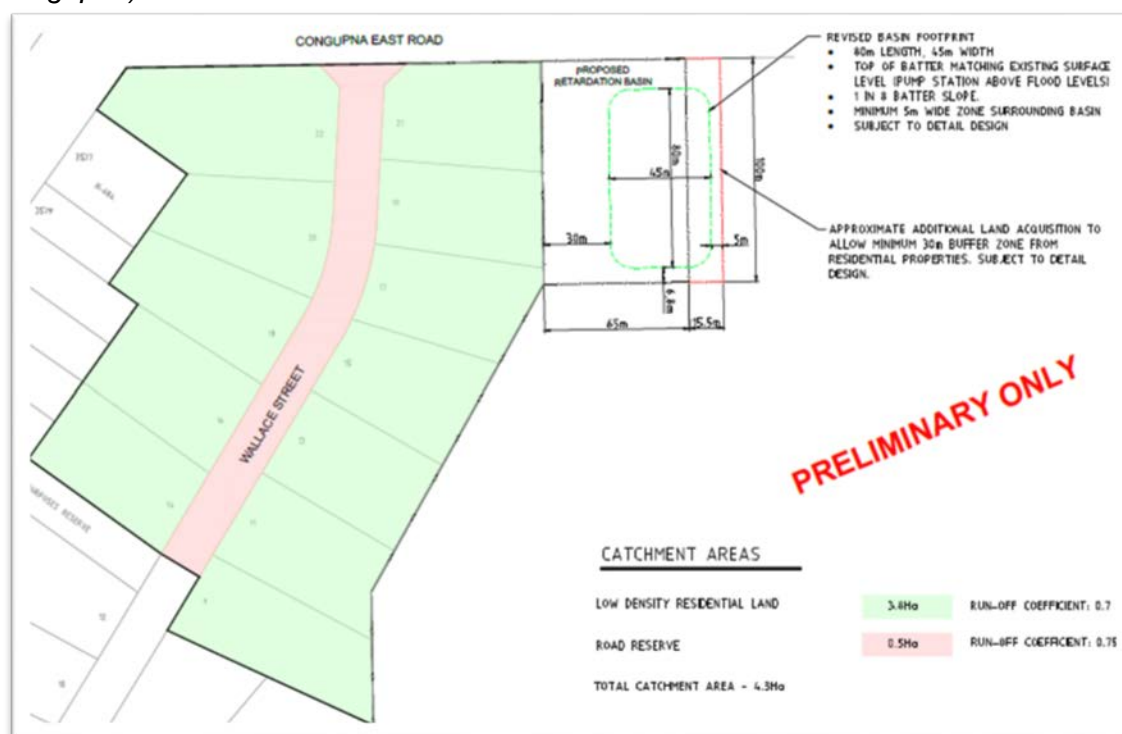 CONGUPNA EAST ROAD
PROPOSED
RETARDATION BASIN
REVISED BASIN FOOTPRINT
• 80m LENGTH, 45m WIDTH
• TOP OF BATTER MATCHING EXISTING SURFACE
LEVEL (PUMP STATION ABOVE FLOOD LEVELS)
• 1 IN 8 BATTER SLOPE.
• MINIMUM 5m WIDE ZONE SURROUNDING BASIN
• SUBJECT TO DETAIL DESIGN
80m
45m
100m
30m
5m
6.8m
65m
15.5m
APPROXIMATE ADDITIONAL LAND ACQUISITION TO
ALLOW MINIMUM 30m BUFFER ZONE FROM
RESIDENTIAL PROPERTIES. SUBJECT TO DETAIL
DESIGN.
WALLACE STREET
RESERVE
PRELIMINARY ONLY
CATCHMENT AREAS
LOW DENSITY RESIDENTIAL LAND
3.8Ha
RUN-OFF COEFFICIENT: 0.7
ROAD RESERVE
0.5Ha
RUN-OFF COEFFICIENT: 0.75
TOTAL CATCHMENT AREA - 4.3Ha